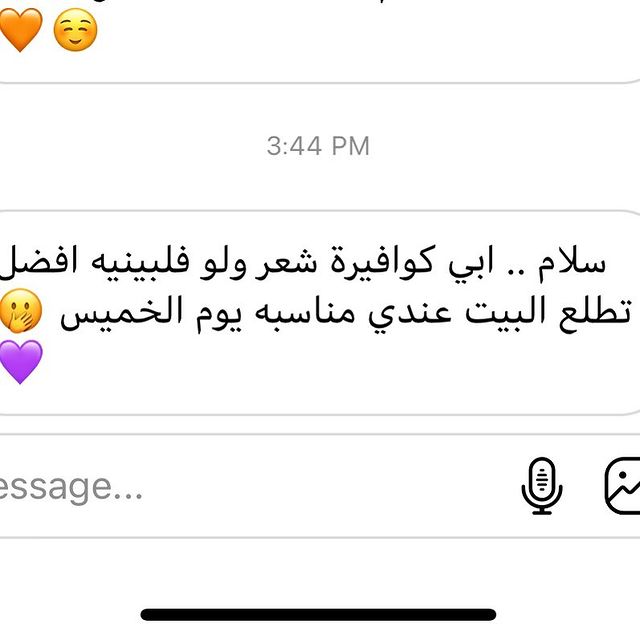 🧡 ☺️
3:44 PM
سلام .. ابي كوافيرة شعر ولو فلبينيه افضل
تطلع البيت عندي مناسبه يوم الخميس 🤭
💜
essage...